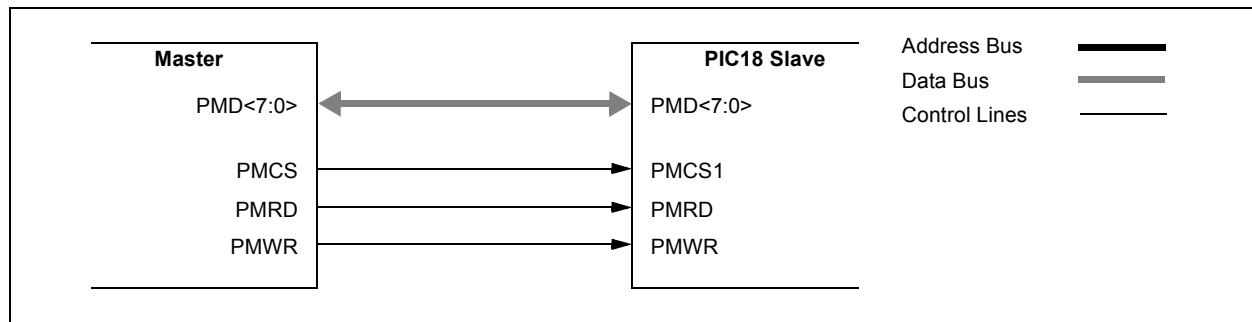 Master
PIC18 Slave
Address Bus
Data Bus
Control Lines
PMD<7:0>
PMD<7:0>
PMCS
PMCS1
PMRD
PMRD
PMWR
PMWR